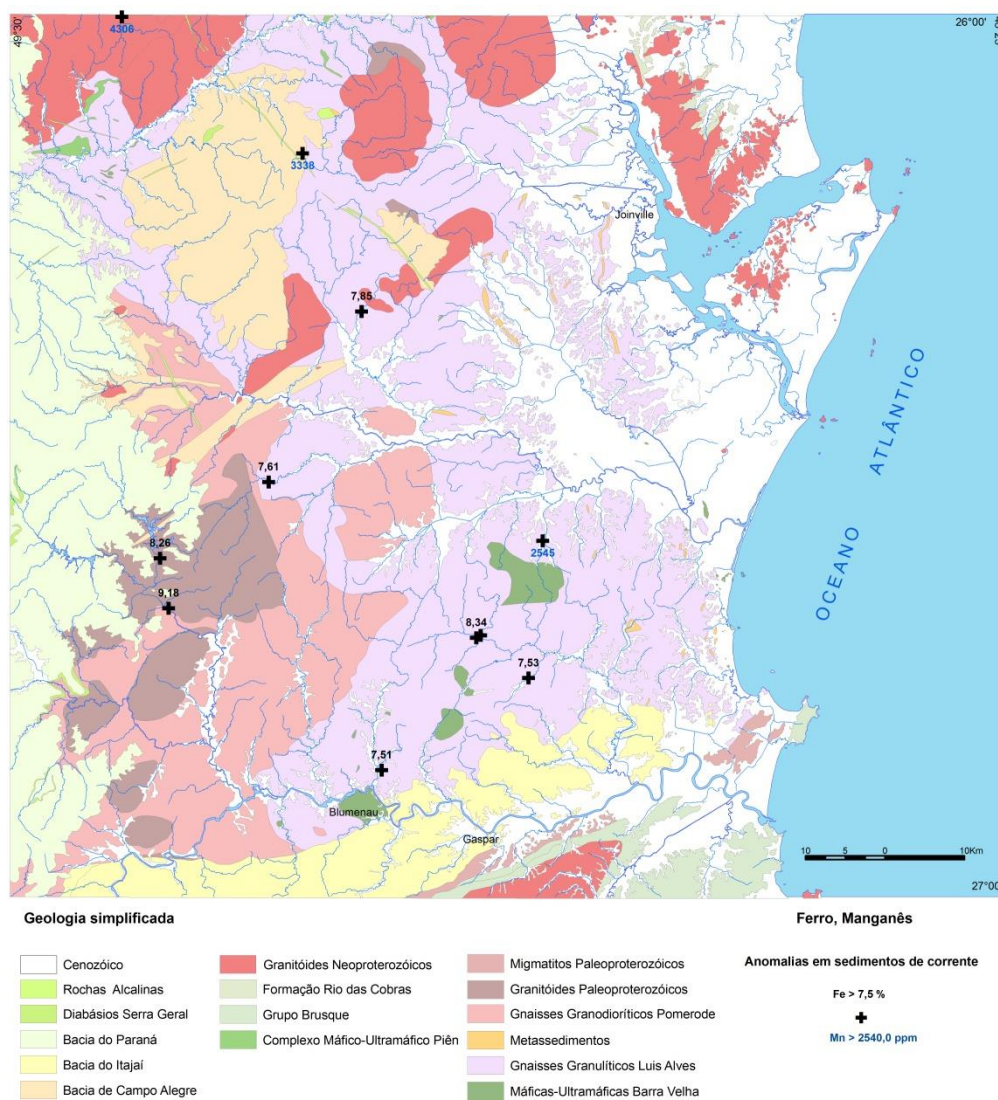 49°30'
26°00'
4306
3338
Joinville
7,85
OCEANO ATLÂNTICO
7,61
8,26
2545
9,18
8,34
7,53
7,51
Blumenau
Gaspar
10 5 0 10Km
27°00'
Geologia simplificada
Ferro, Manganês
Cenozóico
Rochas Alcalinas
Diabásios Serra Geral
Bacia do Paraná
Bacia do Itajaí
Bacia de Campo Alegre
Granitóides Neoproterozóicos
Formação Rio das Cobras
Grupo Brusque
Complexo Máfico-Ultramáfico Piên
Migmatitos Paleoproterozóicos
Granitóides Paleoproterozóicos
Gnaisses Granodioríticos Pomerode
Metassedimentos
Gnaisses Granulíticos Luis Alves
Máficas-Ultramáficas Barra Velha
Anomalias em sedimentos de corrente
Fe > 7,5 %
Mn > 2540,0 ppm